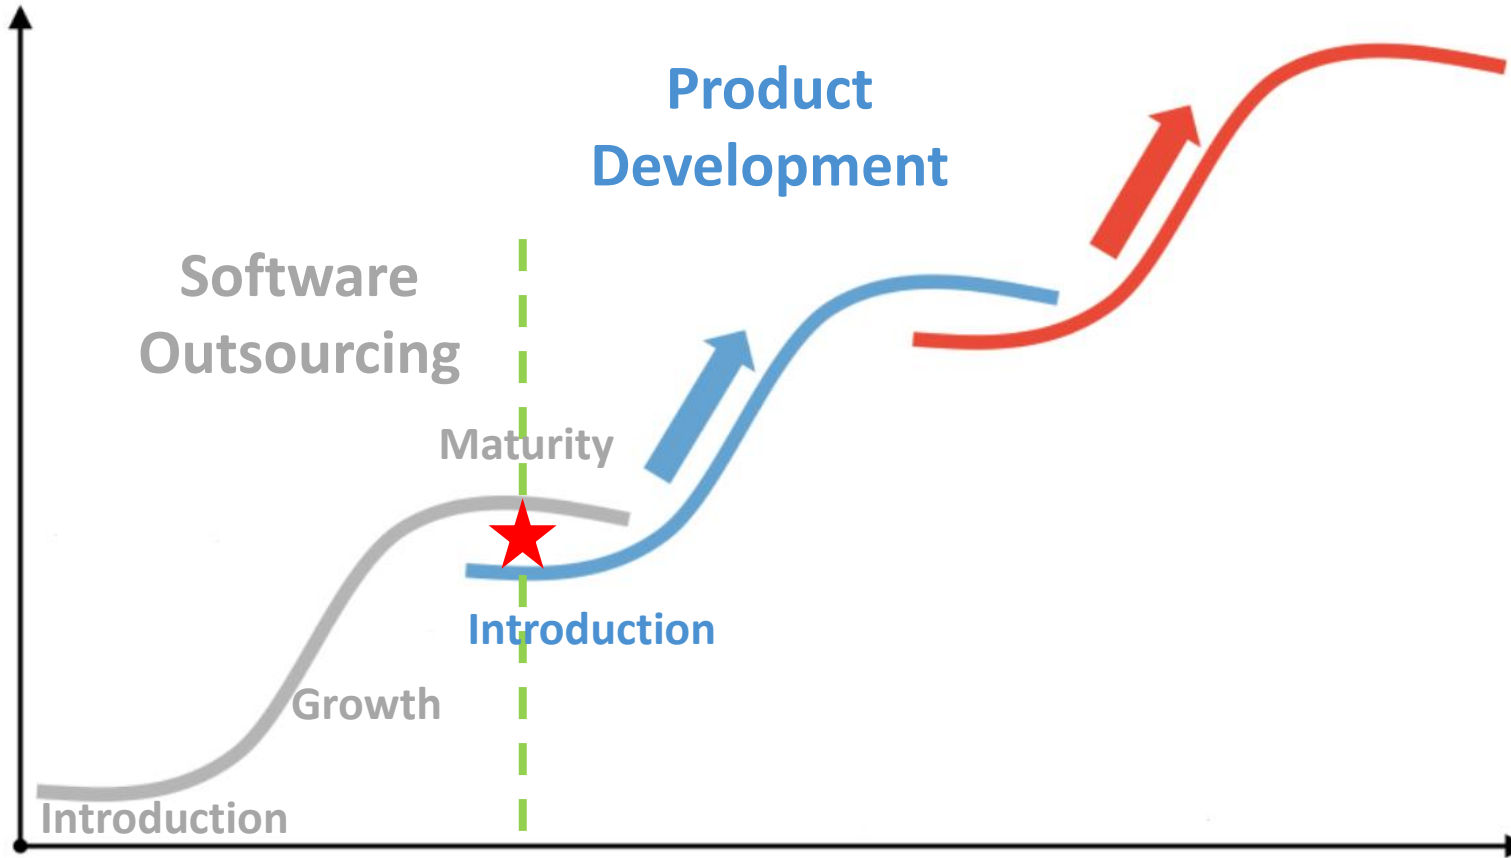 Product
Development
Software
Outsourcing
Maturity
Introduction
Growth
Introduction